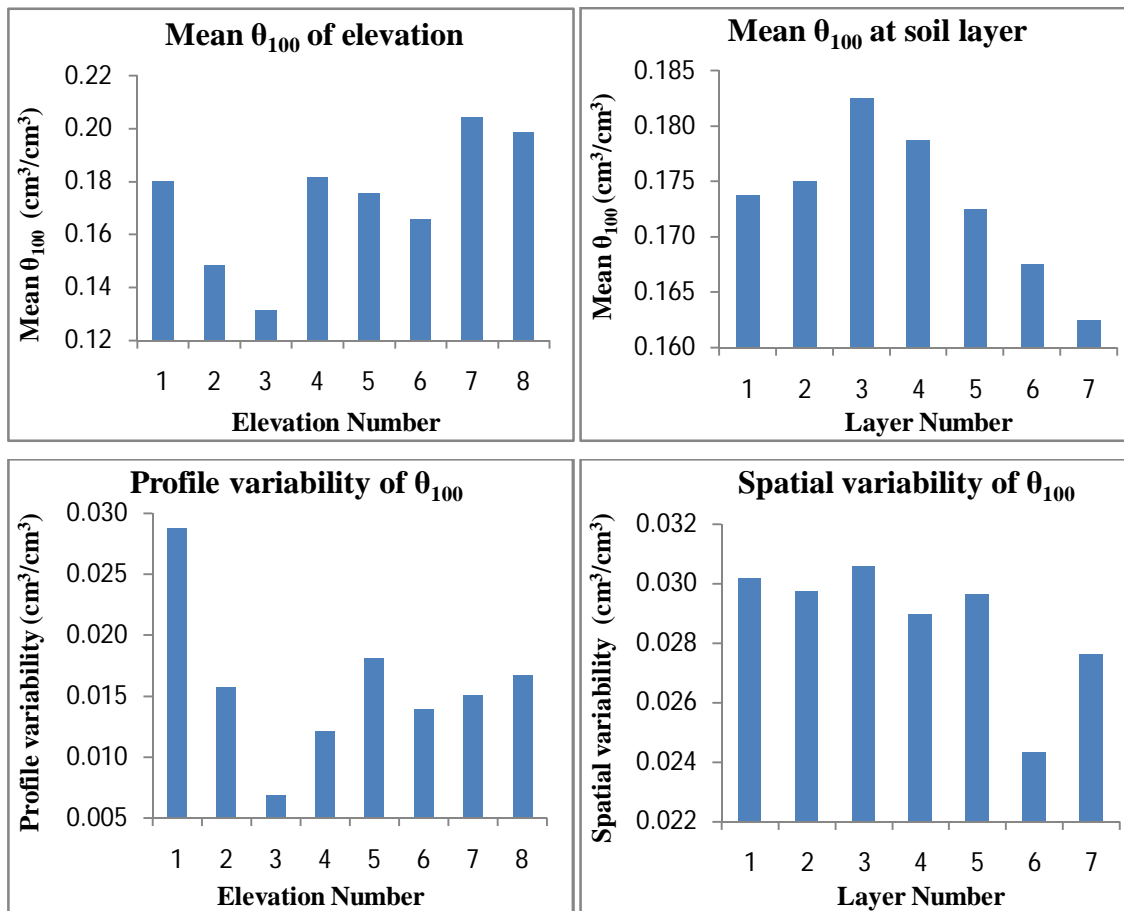 Mean θ₁₀₀ of elevation
Mean θ₁₀₀ (cm³/cm³)
0.22
0.20
0.18
0.16
0.14
0.12
1 2 3 4 5 6 7 8
Elevation Number
Mean θ₁₀₀ at soil layer
Mean θ₁₀₀ (cm³/cm³)
0.185
0.180
0.175
0.170
0.165
0.160
1 2 3 4 5 6 7
Layer Number
Profile variability of θ₁₀₀
Profile variability (cm³/cm³)
0.030
0.025
0.020
0.015
0.010
0.005
1 2 3 4 5 6 7 8
Elevation Number
Spatial variability of θ₁₀₀
Spatial variability (cm³/cm³)
0.032
0.030
0.028
0.026
0.024
0.022
1 2 3 4 5 6 7
Layer Number